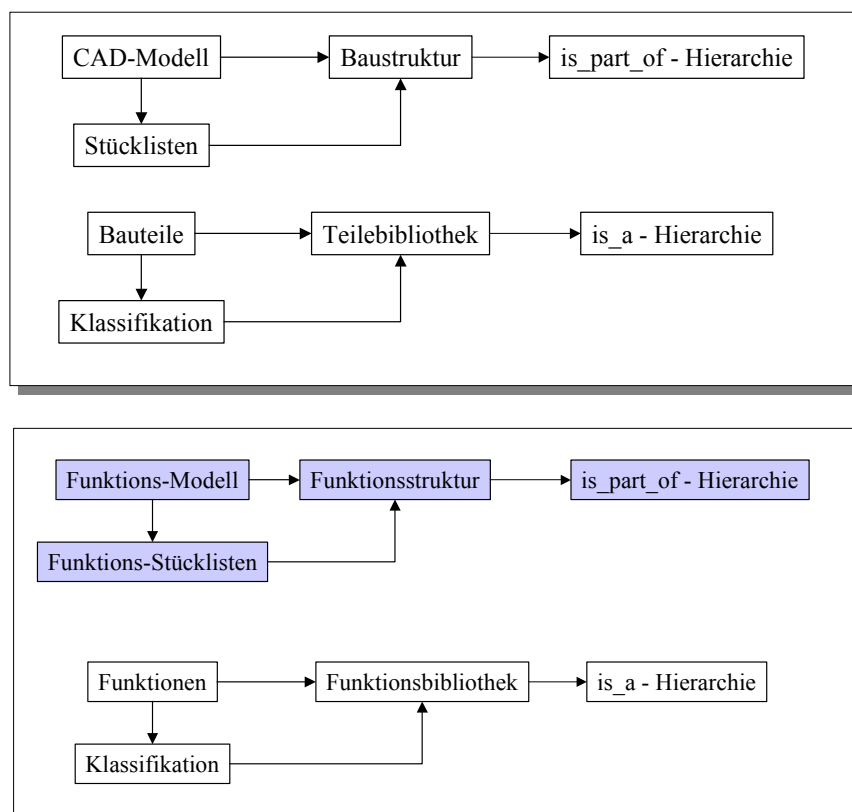 CAD-Modell
Baustruktur
is_part_of - Hierarchie
Stücklisten
Bauteile
Teilebibliothek
is_a - Hierarchie
Klassifikation
Funktions-Modell
Funktionsstruktur
is_part_of - Hierarchie
Funktions-Stücklisten
Funktionen
Funktionsbibliothek
is_a - Hierarchie
Klassifikation